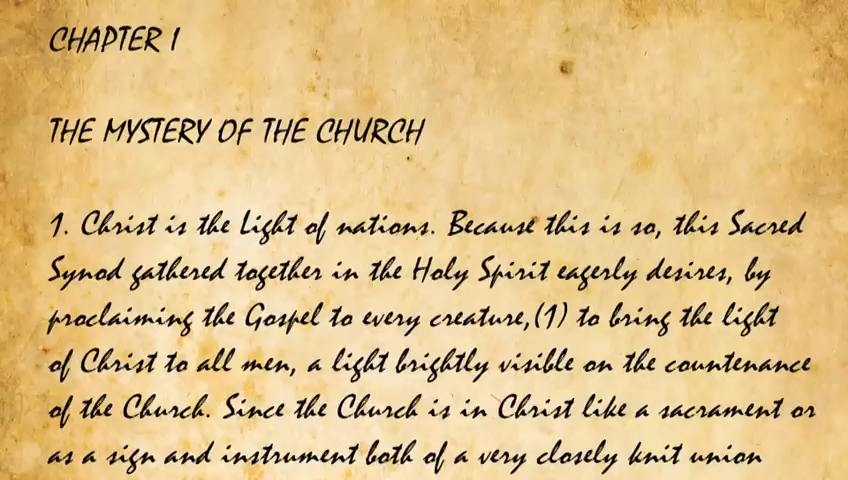 CHAPTER I
THE MYSTERY OF THE CHURCH
1. Christ is the Light of nations. Because this is so, this Sacred
Synod gathered together in the Holy Spirit eagerly desires, by
proclaiming the Gospel to every creature,(1) to bring the light
of Christ to all men, a light brightly visible on the countenance
of the Church. Since the Church is in Christ like a sacrament or
as a sign and instrument both of a very closely knit union